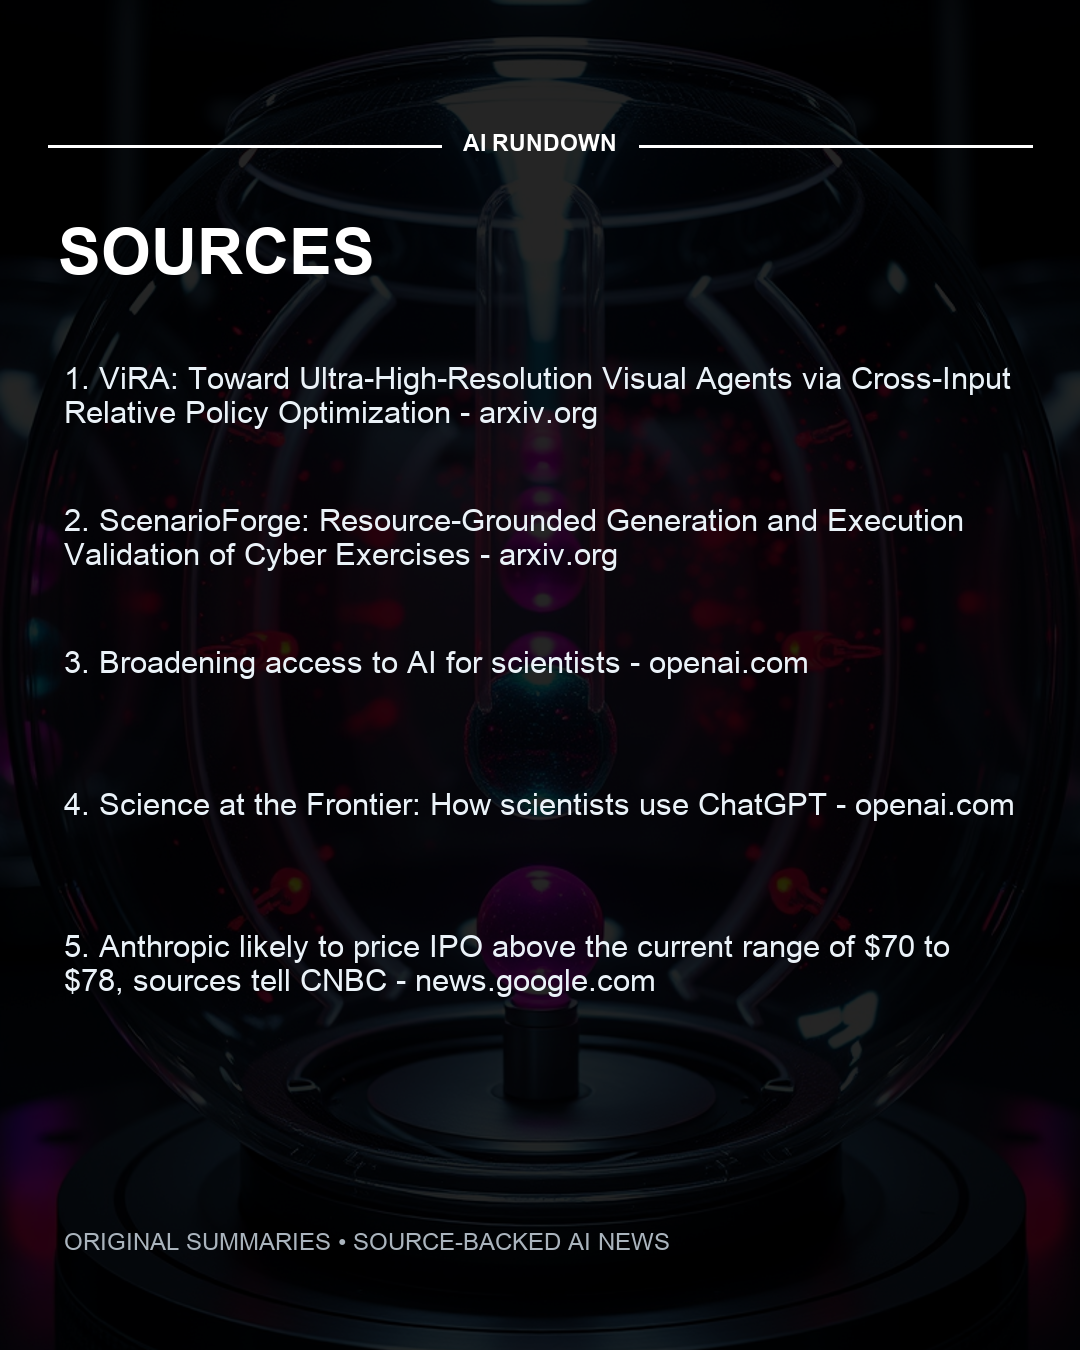 AI RUNDOWN
SOURCES
1. ViRA: Toward Ultra-High-Resolution Visual Agents via Cross-Input
Relative Policy Optimization - arxiv.org
2. ScenarioForge: Resource-Grounded Generation and Execution
Validation of Cyber Exercises - arxiv.org
3. Broadening access to AI for scientists - openai.com
4. Science at the Frontier: How scientists use ChatGPT - openai.com
5. Anthropic likely to price IPO above the current range of $70 to
$78, sources tell CNBC - news.google.com
ORIGINAL SUMMARIES • SOURCE-BACKED AI NEWS